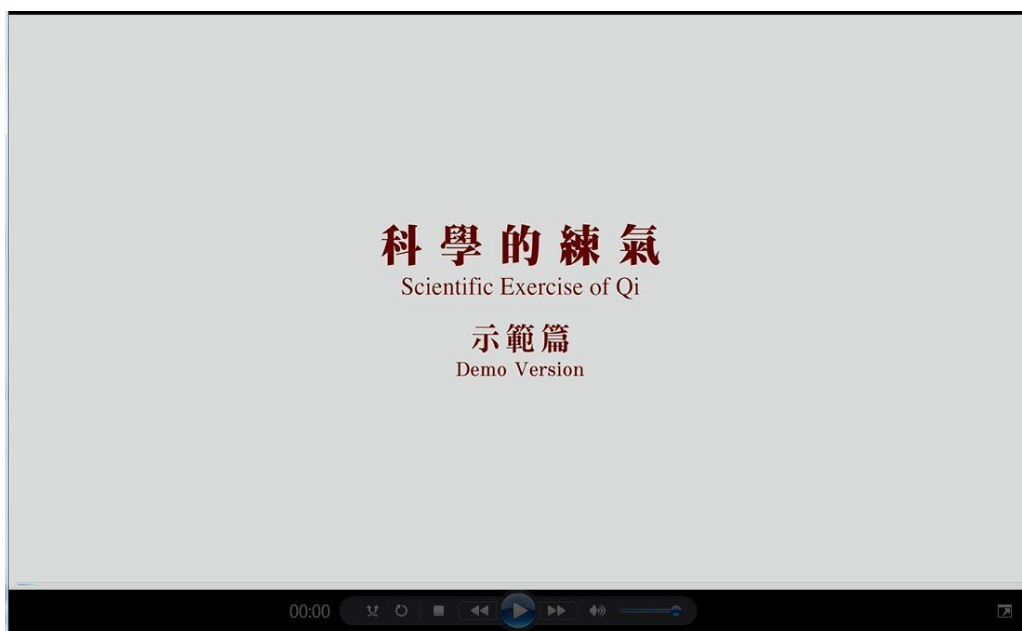 科學的練氣
Scientific Exercise of Qi
示範篇
Demo Version
00:00